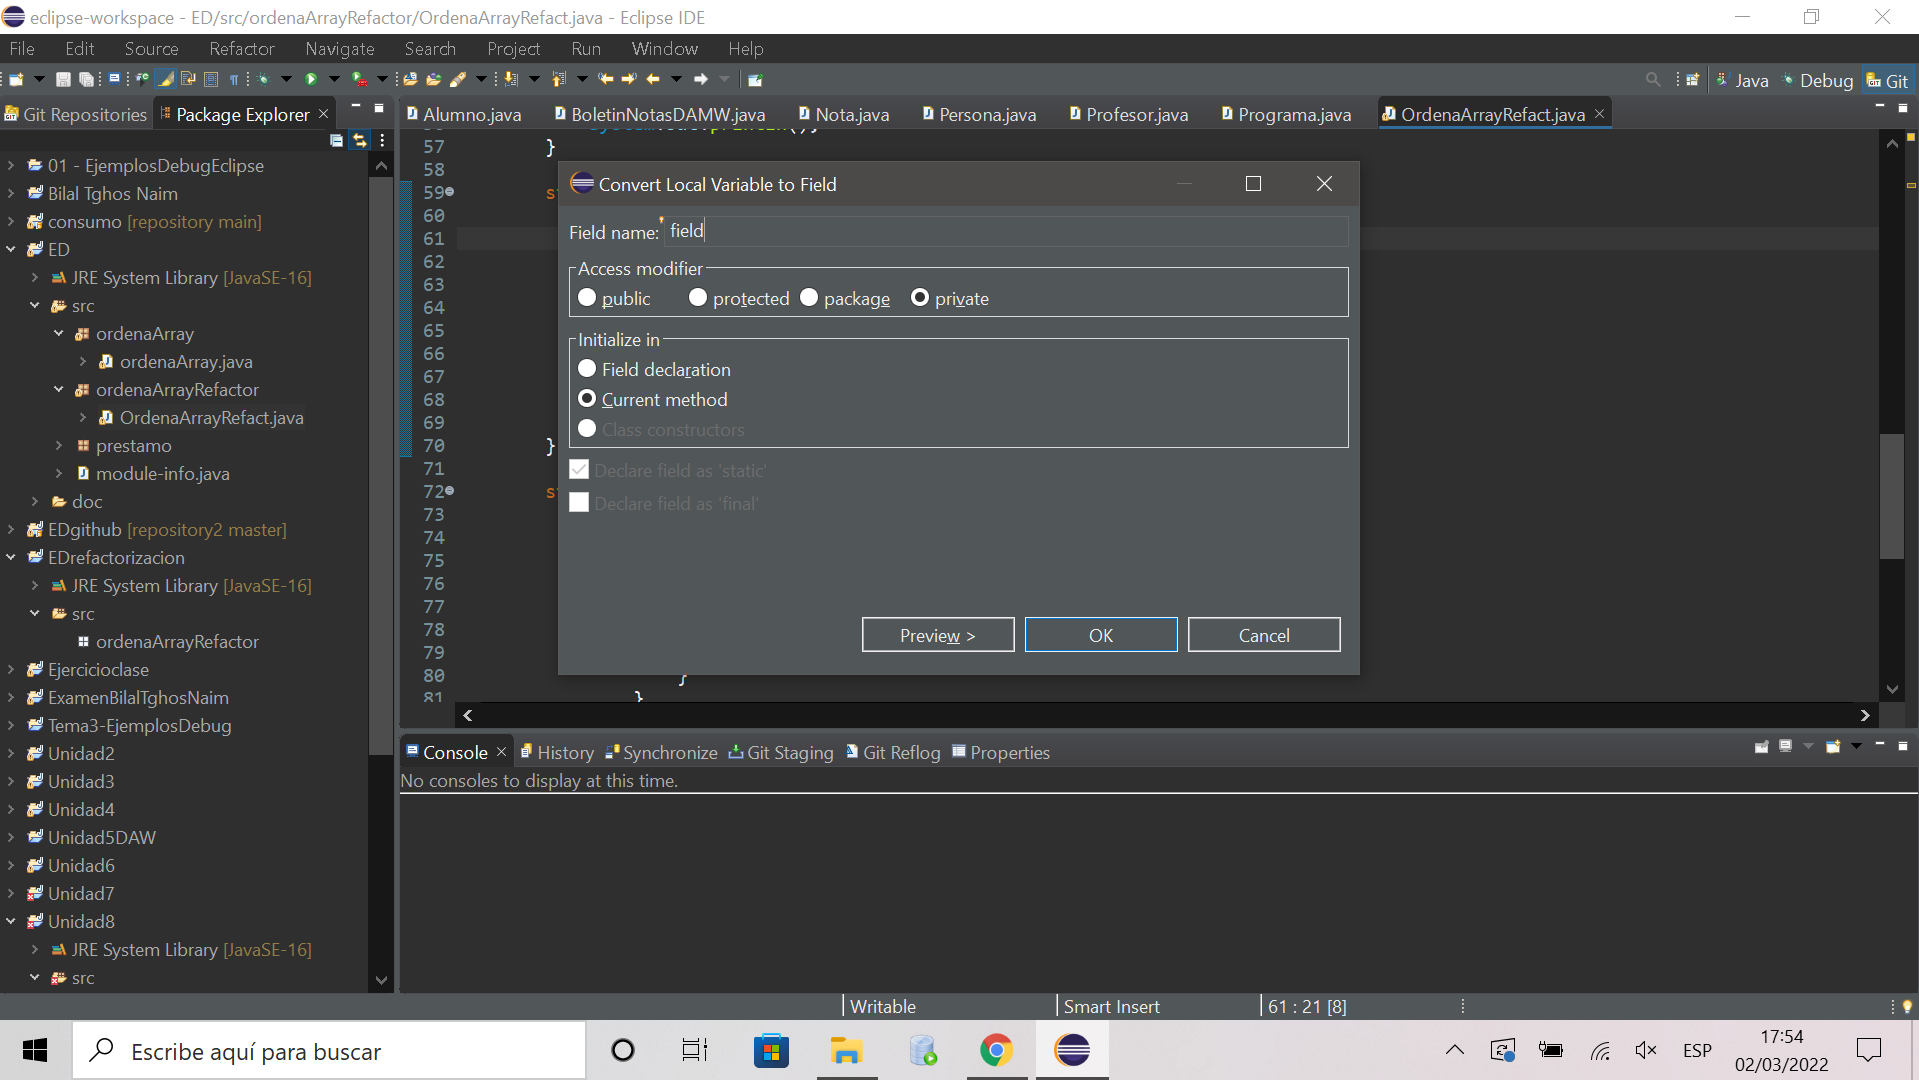 eclipse-workspace - ED/src/ordenaArrayRefactor/OrdenaArrayRefact.java - Eclipse IDE
File Edit Source Refactor Navigate Search Project Run Window Help
Java Debug Git
Git Repositories Package Explorer
Alumno.java BoletinNotasDAMW.java Nota.java Persona.java Profesor.java Programa.java OrdenaArrayRefact.java
01 - EjemplosDebugEclipse
Bilal Tghos Naim
consumo [repository main]
ED
JRE System Library [JavaSE-16]
src
ordenaArray
ordenaArray.java
ordenaArrayRefactor
OrdenaArrayRefact.java
prestamo
module-info.java
doc
EDgithub [repository2 master]
EDrefactorizacion
JRE System Library [JavaSE-16]
src
ordenaArrayRefactor
Ejercicioclase
ExamenBilalTghosNaim
Tema3-EjemplosDebug
Unidad2
Unidad3
Unidad4
Unidad5DAW
Unidad6
Unidad7
Unidad8
JRE System Library [JavaSE-16]
src
57 }
58
59 s
60
61
62
63
64
65
66
67
68
69
70 }
71
72 s
73
74
75
76
77
78
79
80 }
81 }
Convert Local Variable to Field
Field name: field
Access modifier
public protected package private
Initialize in
Field declaration
Current method
Class constructors
Declare field as 'static'
Declare field as 'final'
Preview > OK Cancel
Console History Synchronize Git Staging Git Reflog Properties
No consoles to display at this time.
Writable Smart Insert 61 : 21 [8]
Escribe aquí para buscar
ESP
17:54
02/03/2022